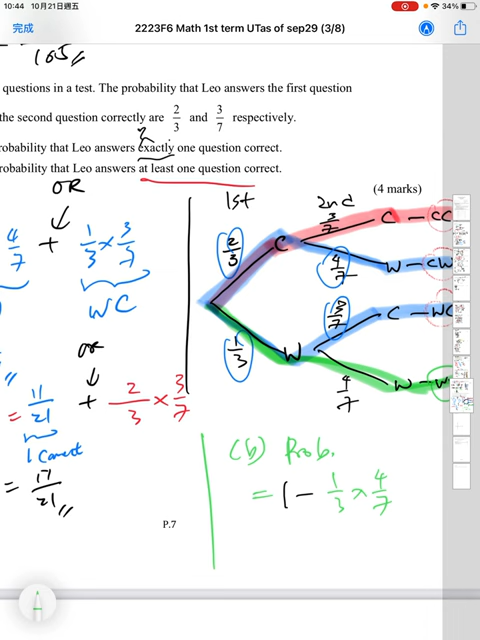 10:44 10月21日週五
34%
完成
2223F6 Math 1st term UTas of sep29 (3/8)
105
questions in a test. The probability that Leo answers the first question
the second question correctly are 2/3 and 3/7 respectively.
robability that Leo answers exactly one question correct.
robability that Leo answers at least one question correct.
(4 marks)
OR
4/7 + 1/3 × 3/7
WC
OR
= 11/21 + 2/3 × 3/7
1 Correct
= 17/21
1st 2nd
2/3 C 3/7 C – CC
4/7 W – CW
1/3 W 3/7 C – WC
4/7 W – W
(b) Prob.
= 1 – 1/3 × 4/7
P.7